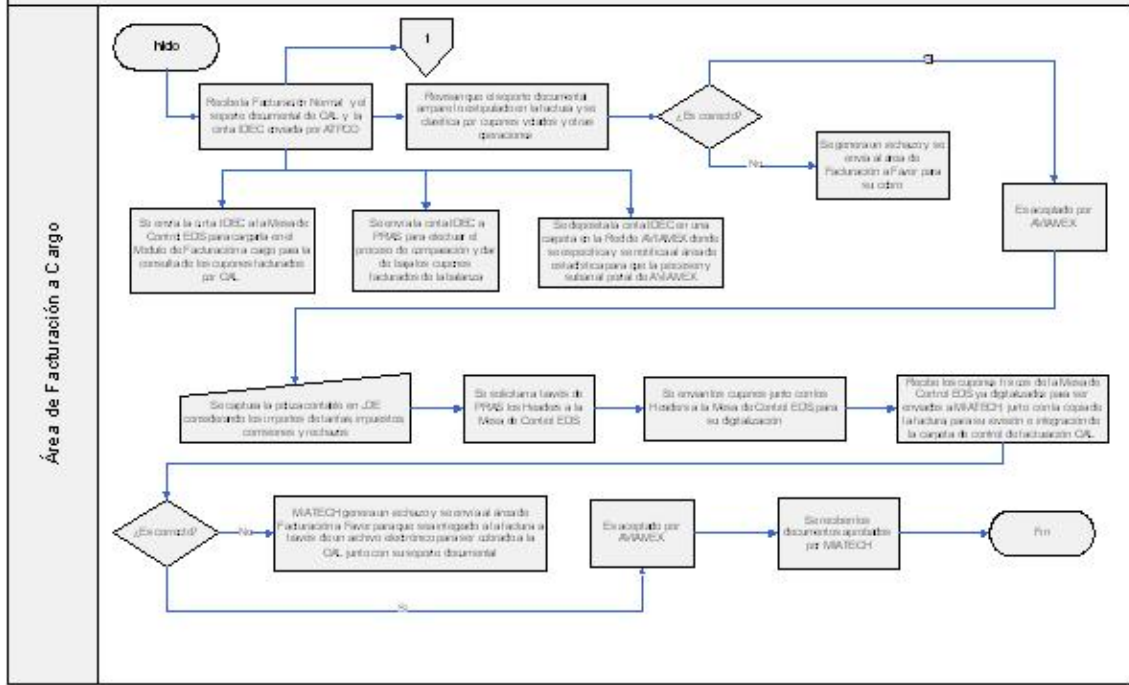 Área de Facturación a Cargo
Inicio
1
Recibe la Facturación Normal y el
soporte documental de OAL y la
cinta IDEC enviada por ATPCO
Revisan que el soporte documental
ampare lo estipulado en la factura y se
clasifica por cupones volados y otras
operaciones
¿Es correcto?
No
Se genera un rechazo y se
envía al área de
Facturación a Favor para
su cobro
Es aceptado por
AVIAMEX
Se envía la cinta IDEC a la Mesa de
Control EOS para cargarla en el
Modulo de Facturación a cargo para la
consulta de los cupones facturados
por OAL
Se envía la cinta IDEC a
PRAS para efectuar el
proceso de comparación y dar
de baja los cupones
facturados de la balanza
Se deposita la cinta IDEC en una
carpeta en la Red de AVIAMEX donde
se especifica y se notifica al área de
estadística para que la procesen y
suban al portal de AVIAMEX
Se captura la póliza contable en JDE
considerando los importes de tarifas impuestos
comisiones y rechazos
Se solicitan a través de
PRAS los Headers a la
Mesa de Control EOS
Se envían los cupones junto con los
Headers a la Mesa de Control EOS para
su digitalización
Recibe los cupones físicos de la Mesa de
Control EOS ya digitalizados para ser
enviados a MIATECH junto con la copia de
la factura para su revisión e integración de
la carpeta de control de facturación OAL
¿Es correcto?
No
MIATECH genera un rechazo y se envía al área de
Facturación a Favor para que sea integrado a la factura a
través de un archivo electrónico para ser cobrado a la
OAL junto con su soporte documental
Si
Es aceptado por
AVIAMEX
Se reciben los
documentos aprobados
por MIATECH
Fin